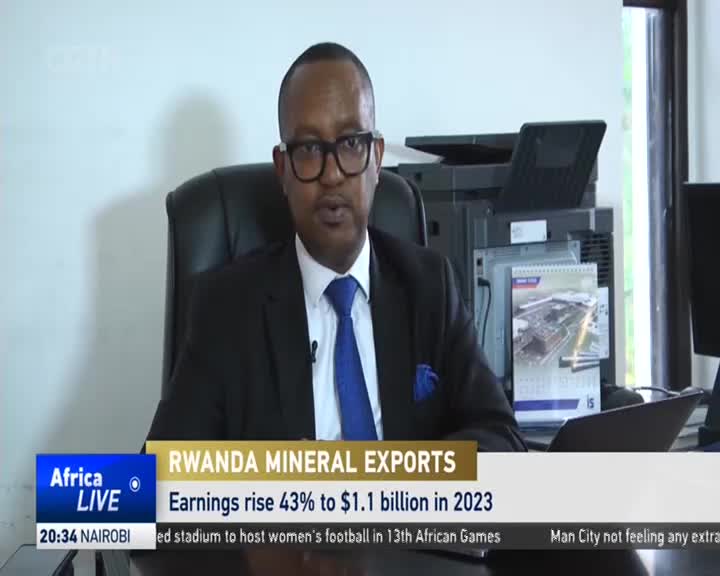 CGTN
RWANDA MINERAL EXPORTS
Africa
LIVE
Earnings rise 43% to $1.1 billion in 2023
20:34 NAIROBI
ed stadium to host women's football in 13th African Games
Man City not feeling any extra